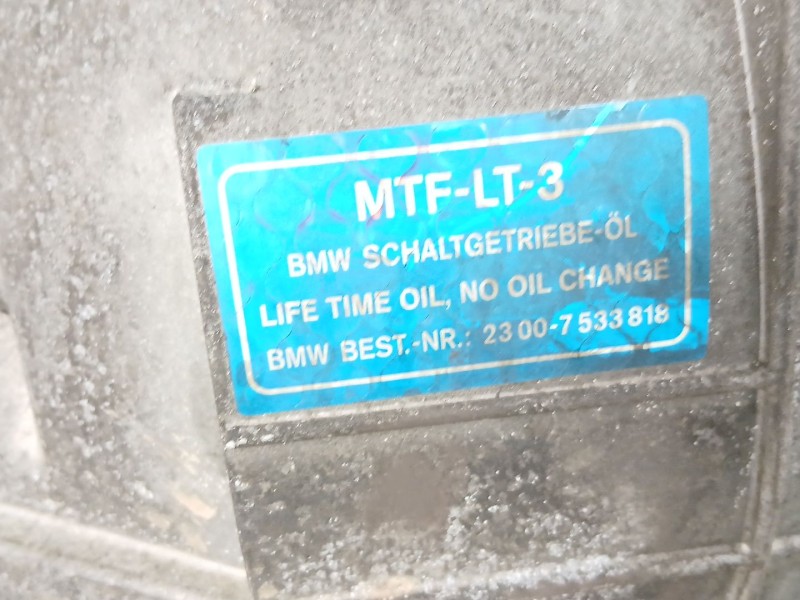 MTF-LT-3
BMW SCHALTGETRIEBE-ÖL
LIFE TIME OIL, NO OIL CHANGE
BMW BEST.-NR.: 23 00-7 533 818